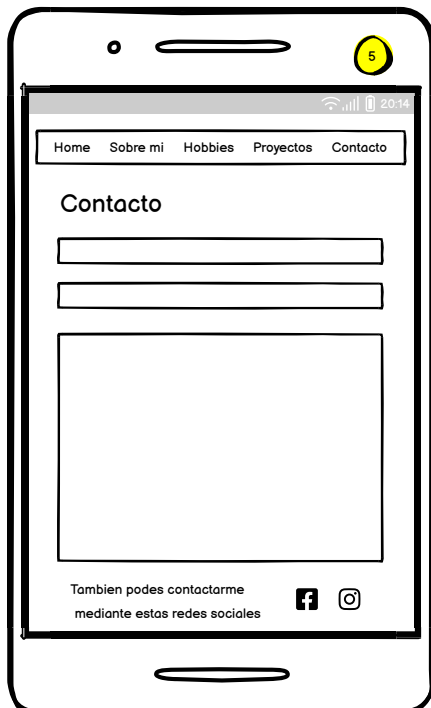 5
20:14
Home Sobre mi Hobbies Proyectos Contacto
Contacto
Tambien podes contactarme
mediante estas redes sociales